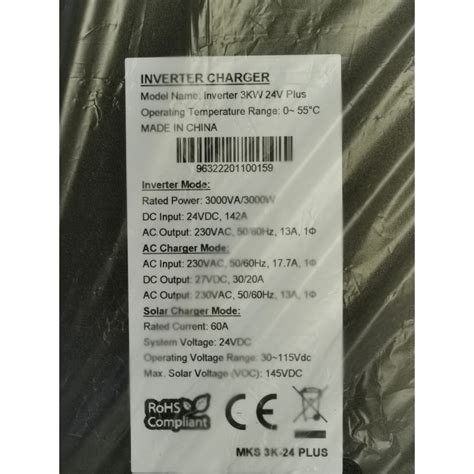 INVERTER CHARGER
Model Name: Inverter 3KW 24V Plus
Operating Temperature Range: 0~ 55°C
MADE IN CHINA
96322201100159
Inverter Mode:
Rated Power: 3000VA/3000W
DC Input: 24VDC, 142A
AC Output: 230VAC, 50/60Hz, 13A, 1Φ
AC Charger Mode:
AC Input: 230VAC, 50/60Hz, 17.7A, 1Φ
DC Output: 27VDC, 30/20A
AC Output: 230VAC, 50/60Hz, 13A, 1Φ
Solar Charger Mode:
Rated Current: 60A
System Voltage: 24VDC
Operating Voltage Range: 30~115Vdc
Max. Solar Voltage (VOC): 145VDC
RoHS
Compliant
CE
MKS 3K-24 PLUS